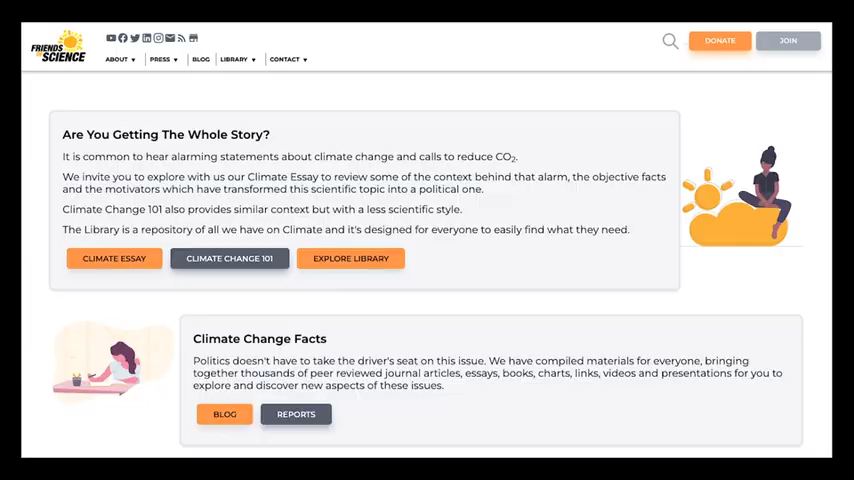 FRIENDS
OF SCIENCE
ABOUT
PRESS
BLOG
LIBRARY
CONTACT
DONATE
JOIN
Are You Getting The Whole Story?
It is common to hear alarming statements about climate change and calls to reduce CO₂.
We invite you to explore with us our Climate Essay to review some of the context behind that alarm, the objective facts
and the motivators which have transformed this scientific topic into a political one.
Climate Change 101 also provides similar context but with a less scientific style.
The Library is a repository of all we have on Climate and it's designed for everyone to easily find what they need.
CLIMATE ESSAY
CLIMATE CHANGE 101
EXPLORE LIBRARY
Climate Change Facts
Politics doesn't have to take the driver's seat on this issue. We have compiled materials for everyone, bringing
together thousands of peer reviewed journal articles, essays, books, charts, links, videos and presentations for you to
explore and discover new aspects of these issues.
BLOG
REPORTS